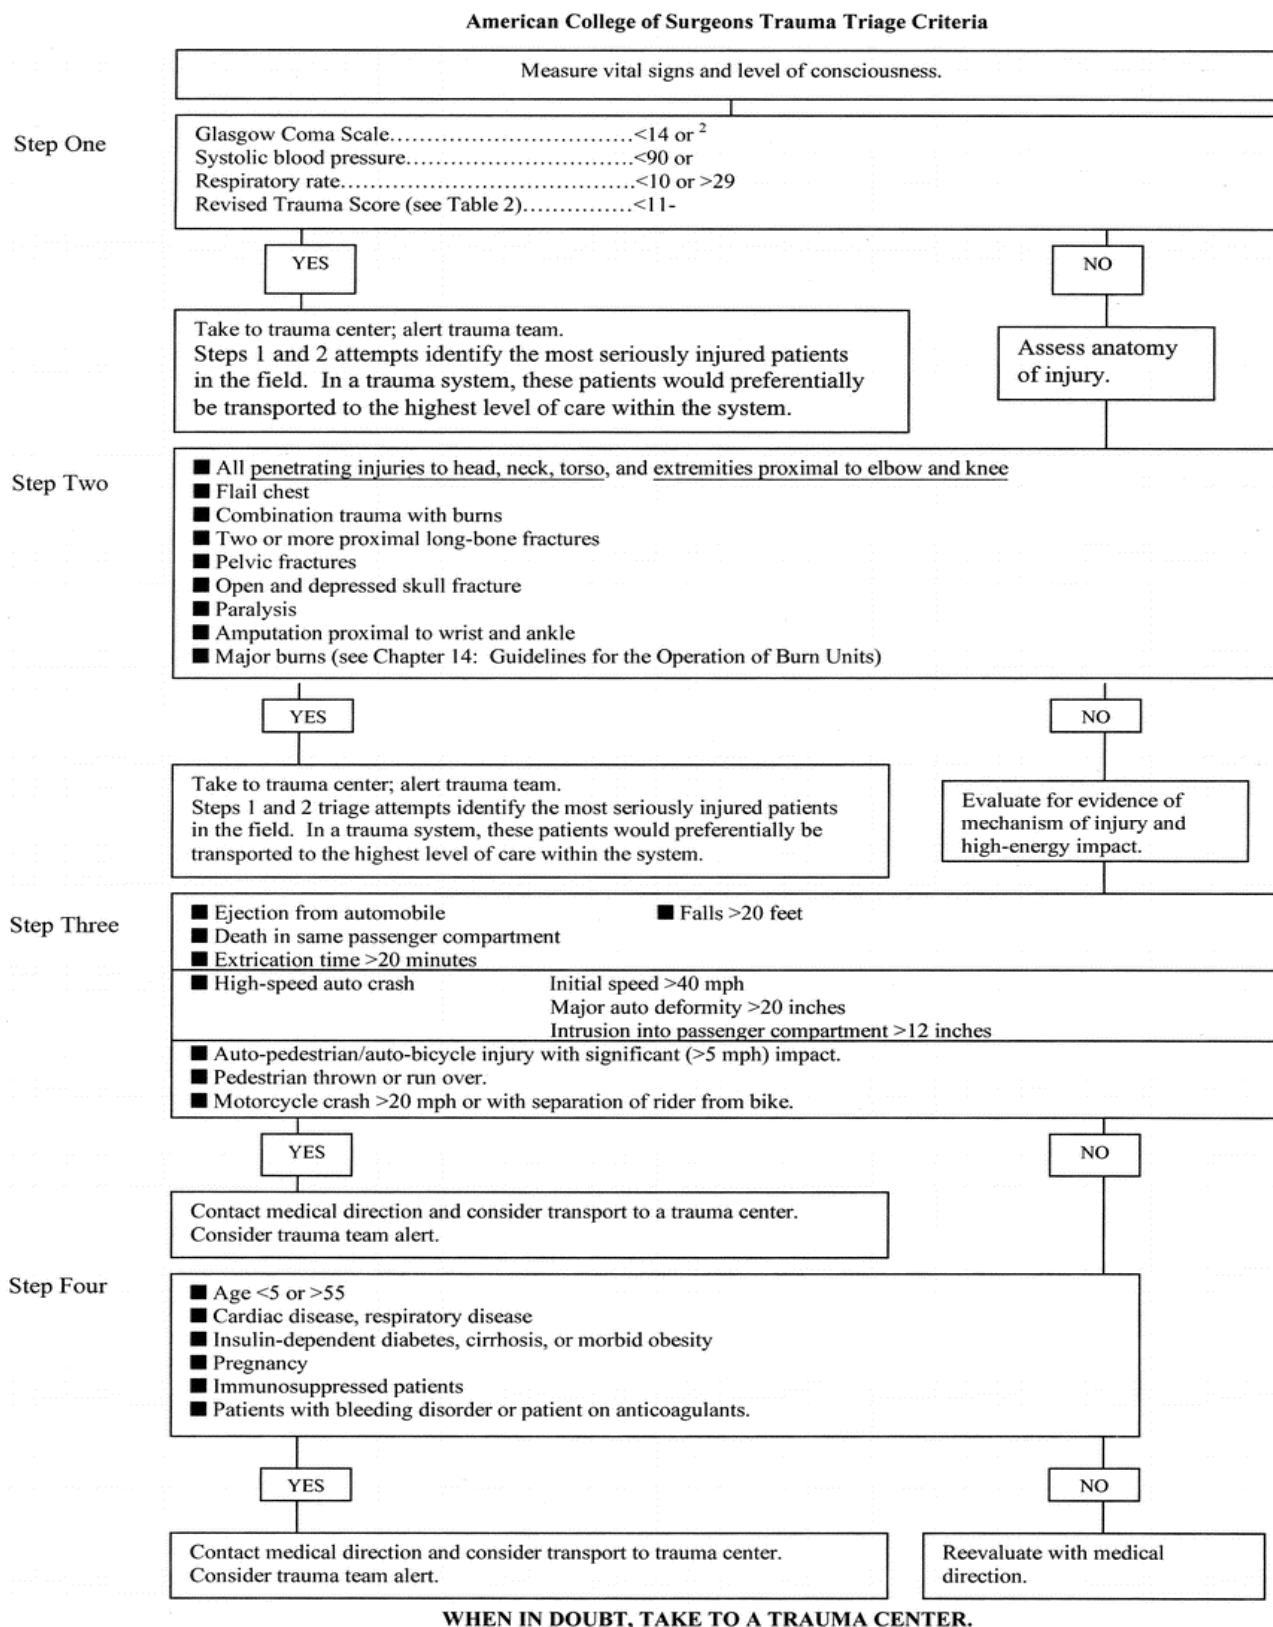 American College of Surgeons Trauma Triage Criteria
Measure vital signs and level of consciousness.
Step One
Glasgow Coma Scale.................................<14 or 2
Systolic blood pressure..............................<90 or
Respiratory rate.......................................<10 or >29
Revised Trauma Score (see Table 2)...............<11-
YES
NO
Take to trauma center; alert trauma team.
Steps 1 and 2 attempts identify the most seriously injured patients
in the field. In a trauma system, these patients would preferentially
be transported to the highest level of care within the system.
Assess anatomy
of injury.
Step Two
■ All penetrating injuries to head, neck, torso, and extremities proximal to elbow and knee
■ Flail chest
■ Combination trauma with burns
■ Two or more proximal long-bone fractures
■ Pelvic fractures
■ Open and depressed skull fracture
■ Paralysis
■ Amputation proximal to wrist and ankle
■ Major burns (see Chapter 14: Guidelines for the Operation of Burn Units)
YES
NO
Take to trauma center; alert trauma team.
Steps 1 and 2 triage attempts identify the most seriously injured patients
in the field. In a trauma system, these patients would preferentially be
transported to the highest level of care within the system.
Evaluate for evidence of
mechanism of injury and
high-energy impact.
Step Three
■ Ejection from automobile ■ Falls >20 feet
■ Death in same passenger compartment
■ Extrication time >20 minutes
■ High-speed auto crash Initial speed >40 mph
Major auto deformity >20 inches
Intrusion into passenger compartment >12 inches
■ Auto-pedestrian/auto-bicycle injury with significant (>5 mph) impact.
■ Pedestrian thrown or run over.
■ Motorcycle crash >20 mph or with separation of rider from bike.
YES
NO
Contact medical direction and consider transport to a trauma center.
Consider trauma team alert.
Step Four
■ Age <5 or >55
■ Cardiac disease, respiratory disease
■ Insulin-dependent diabetes, cirrhosis, or morbid obesity
■ Pregnancy
■ Immunosuppressed patients
■ Patients with bleeding disorder or patient on anticoagulants.
YES
NO
Contact medical direction and consider transport to trauma center.
Consider trauma team alert.
Reevaluate with medical
direction.
WHEN IN DOUBT, TAKE TO A TRAUMA CENTER.